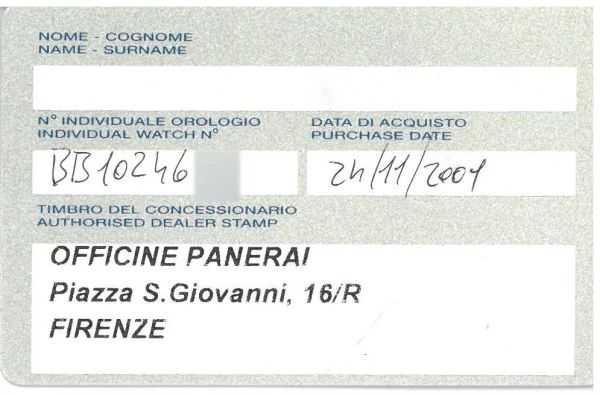 NOME - COGNOME
NAME - SURNAME
N° INDIVIDUALE OROLOGIO
INDIVIDUAL WATCH N°
DATA DI ACQUISTO
PURCHASE DATE
BB10246
24/11/2001
TIMBRO DEL CONCESSIONARIO
AUTHORISED DEALER STAMP
OFFICINE PANERAI
Piazza S.Giovanni, 16/R
FIRENZE